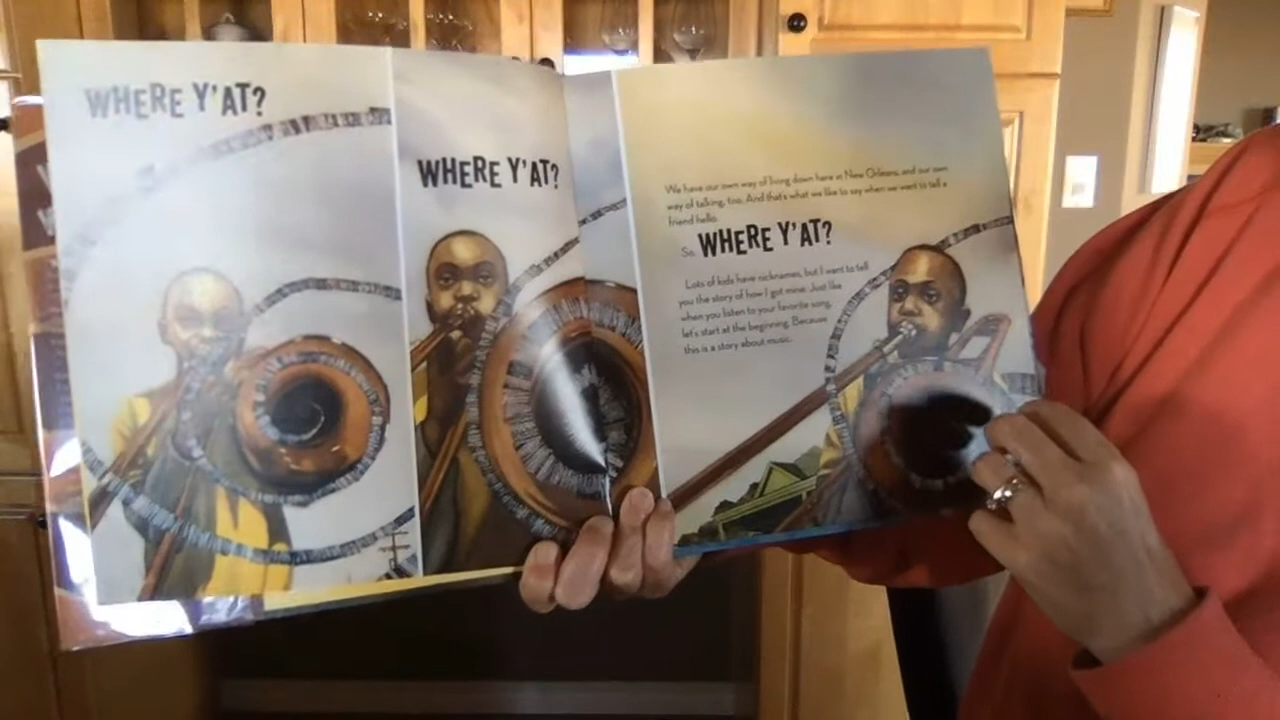 WHERE Y'AT?
WHERE Y'AT?
We have our own way of living down here in New Orleans, and our own
way of talking, too. And that's what we like to say when we want to tell a
friend hello.
So, WHERE Y'AT?
Lots of kids have nicknames, but I want to tell
you the story of how I got mine. Just like
when you listen to your favorite song,
let's start at the beginning. Because
this is a story about music.